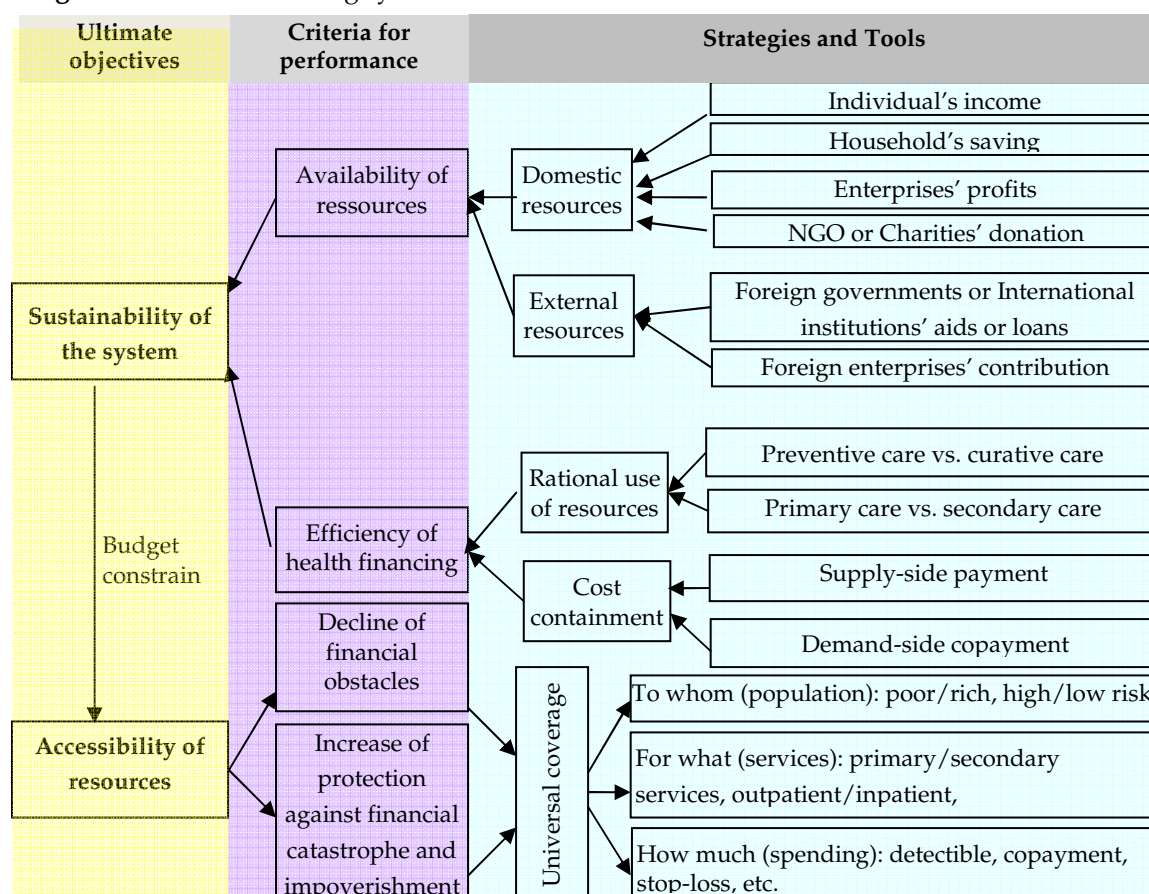 Ultimate
objectives
Criteria for
performance
Strategies and Tools
Individual's income
Household's saving
Availability of
ressources
Domestic
resources
Enterprises' profits
NGO or Charities' donation
External
resources
Foreign governments or International
institutions' aids or loans
Foreign enterprises' contribution
Sustainability of
the system
Preventive care vs. curative care
Rational use
of resources
Primary care vs. secondary care
Efficiency of
health financing
Budget
constrain
Supply-side payment
Cost
containment
Demand-side copayment
Decline of
financial
obstacles
Universal coverage
To whom (population): poor/rich, high/low risk
Accessibility of
resources
Increase of
protection
against financial
catastrophe and
impoverishment
For what (services): primary/secondary
services, outpatient/inpatient,
How much (spending): detectible, copayment,
stop-loss, etc.